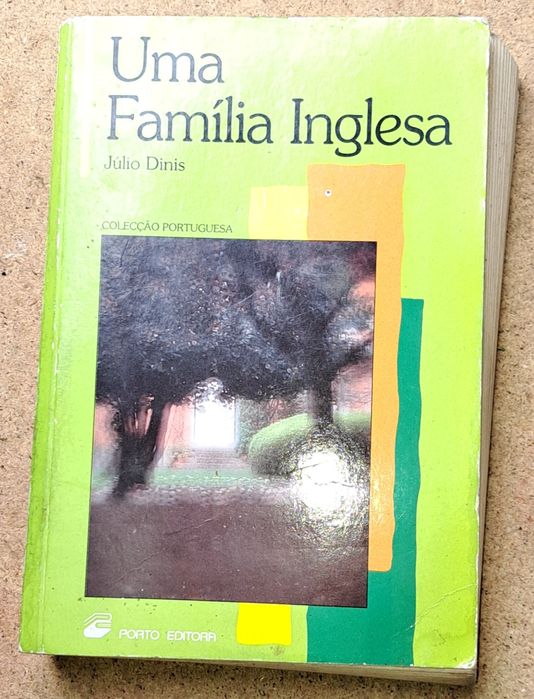 Uma
Família Inglesa
Júlio Dinis
COLECÇÃO PORTUGUESA
PORTO EDITORA